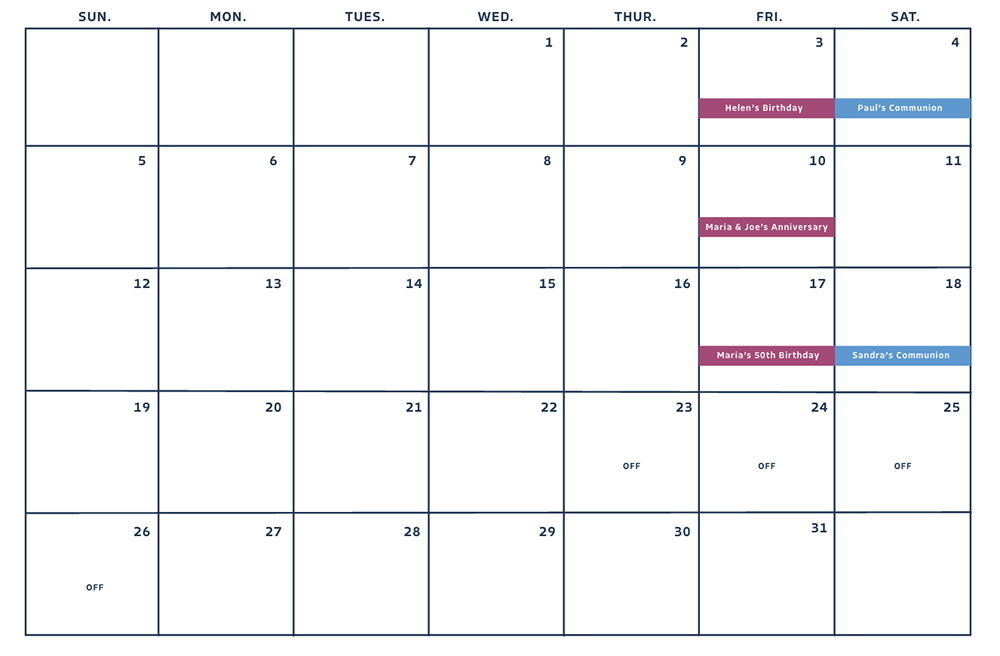 SUN. MON. TUES. WED. THUR. FRI. SAT.
1 2 3 4
Helen's Birthday Paul's Communion
5 6 7 8 9 10 11
Maria & Joe's Anniversary
12 13 14 15 16 17 18
Maria's 50th Birthday Sandra's Communion
19 20 21 22 23 24 25
OFF OFF OFF
26 27 28 29 30 31
OFF